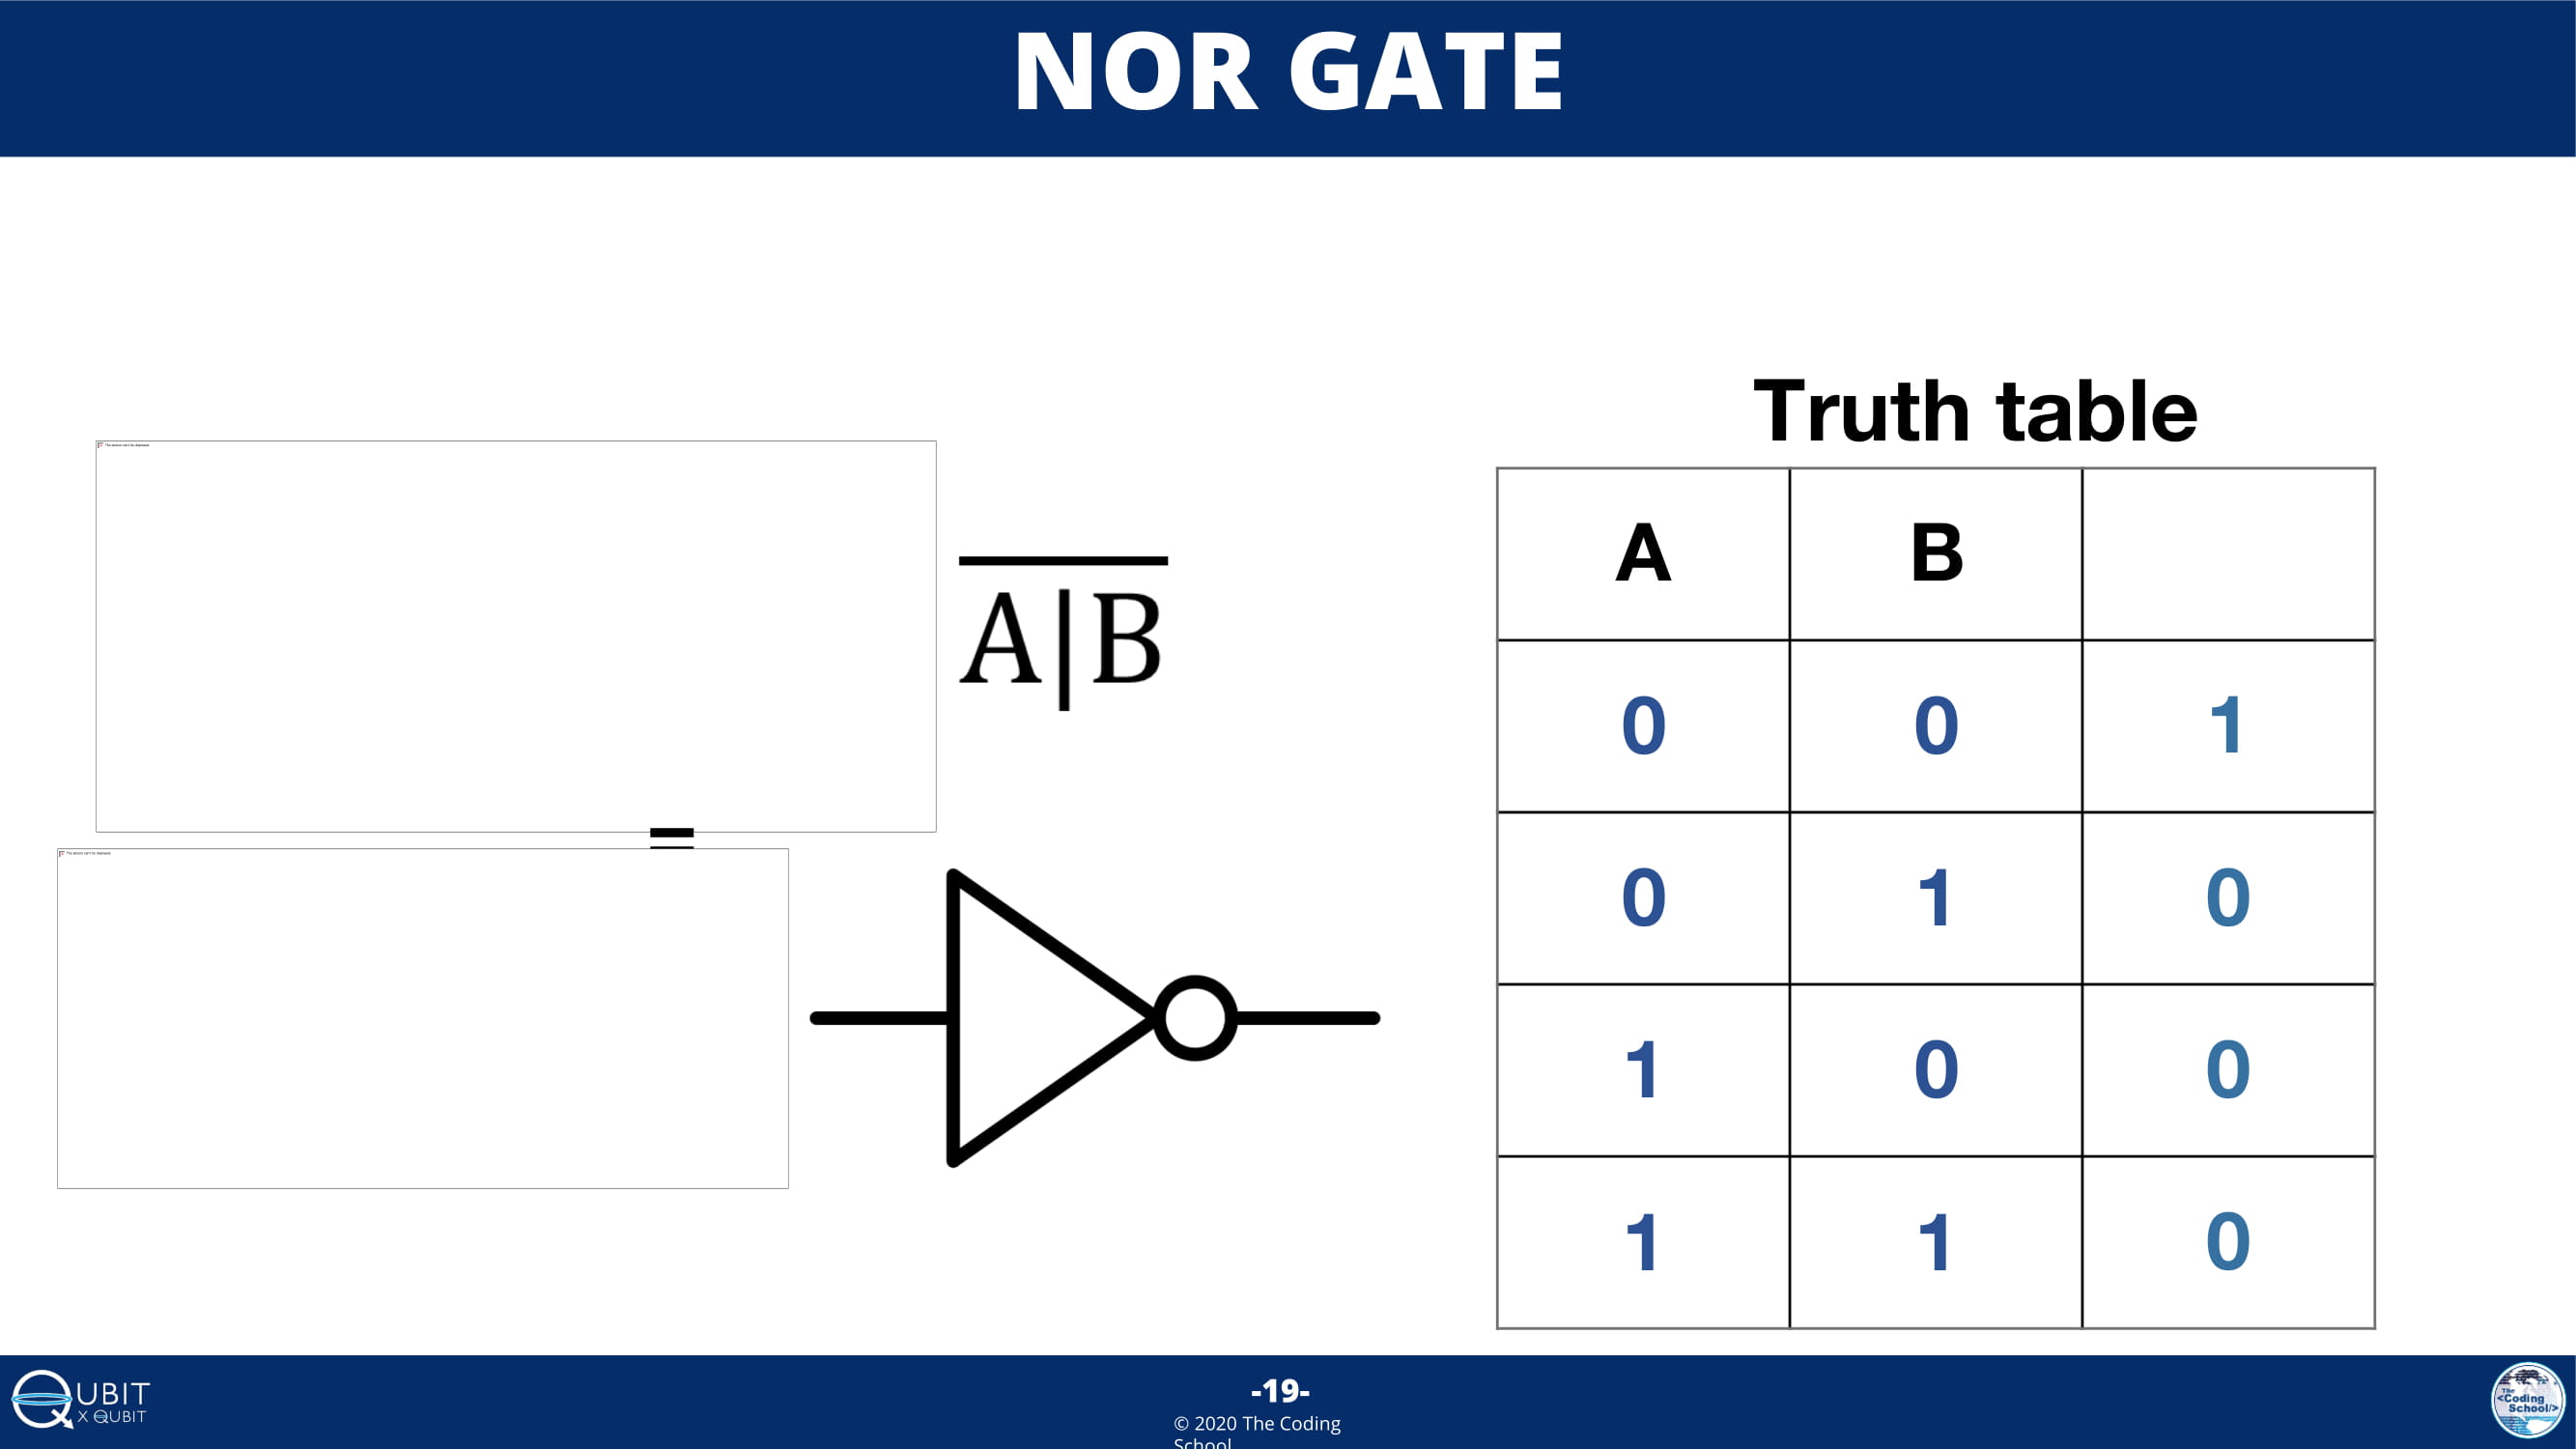 NOR GATE
Truth table
A|B
=
A B
0 0 1
0 1 0
1 0 0
1 1 0
QUBIT
X QUBIT
-19-
© 2020 The Coding
School
The
<Coding
School/>